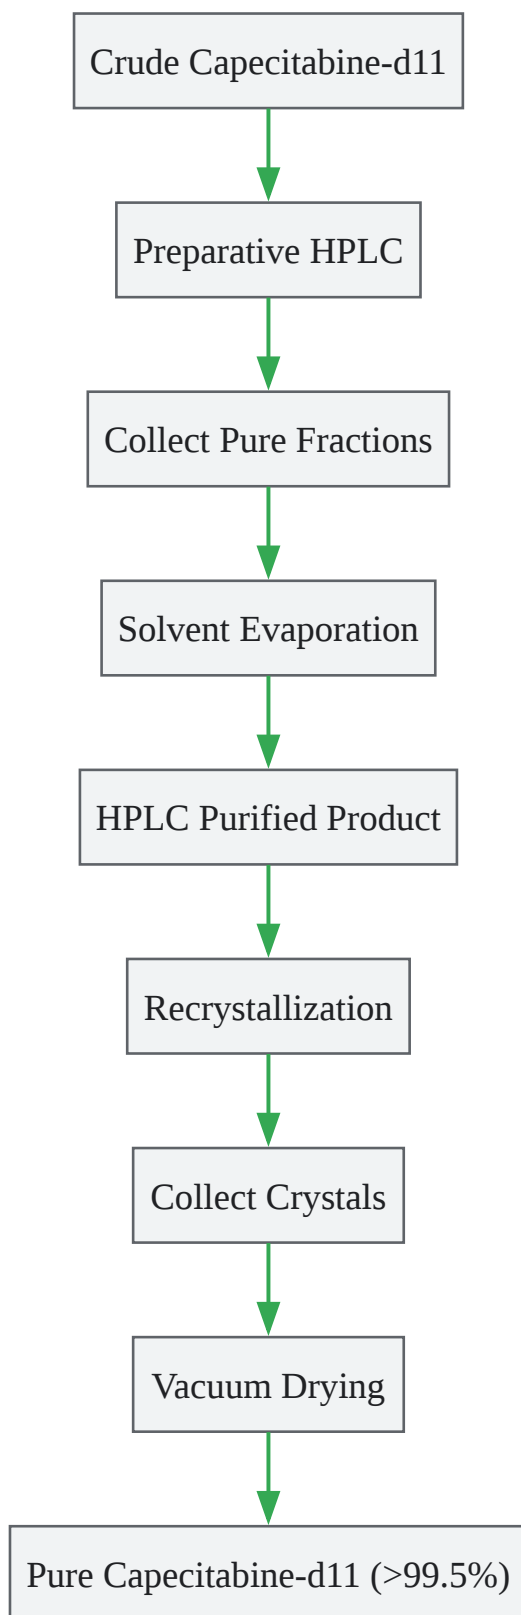 Crude Capecitabine-d11
Preparative HPLC
Collect Pure Fractions
Solvent Evaporation
HPLC Purified Product
Recrystallization
Collect Crystals
Vacuum Drying
Pure Capecitabine-d11 (>99.5%)